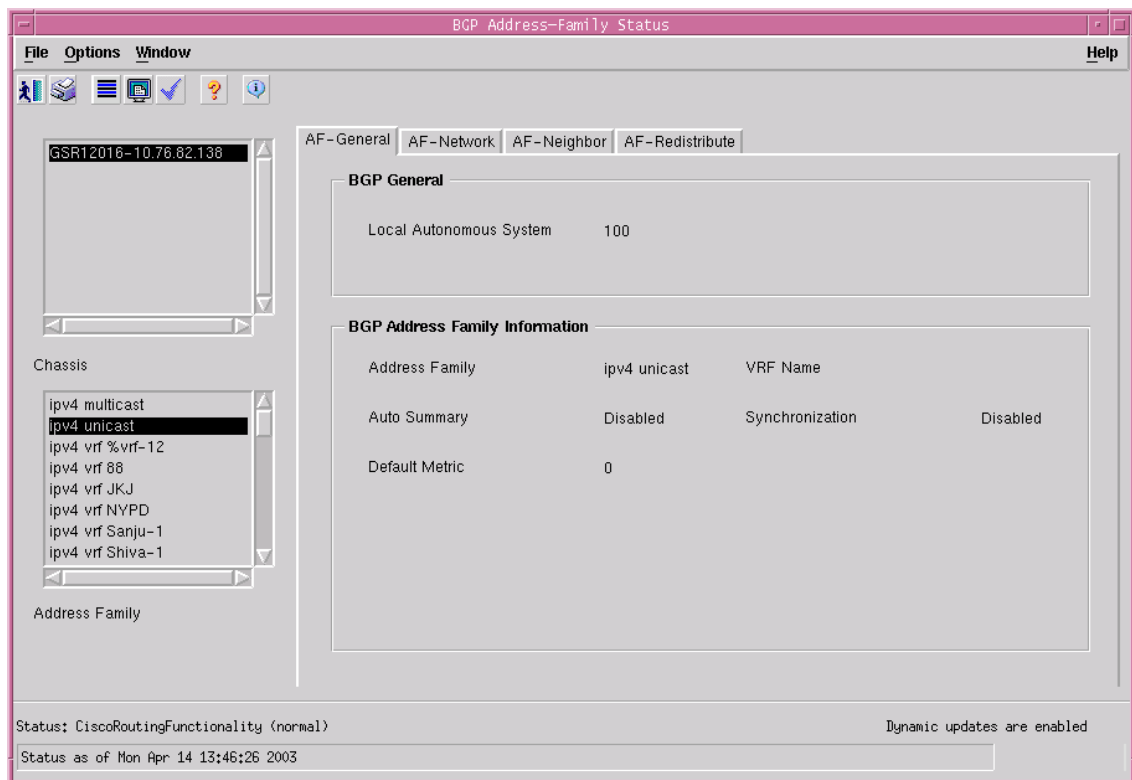 BGP Address-Family Status
File Options Window Help
GSR12016-10.76.82.138
Chassis
ipv4 multicast
ipv4 unicast
ipv4 vrf %vrf-12
ipv4 vrf 88
ipv4 vrf JKJ
ipv4 vrf NYPD
ipv4 vrf Sanju-1
ipv4 vrf Shiva-1
Address Family
AF-General AF-Network AF-Neighbor AF-Redistribute
BGP General
Local Autonomous System 100
BGP Address Family Information
Address Family ipv4 unicast VRF Name
Auto Summary Disabled Synchronization Disabled
Default Metric 0
Status: CiscoRoutingFunctionality (normal) Dynamic updates are enabled
Status as of Mon Apr 14 13:46:26 2003